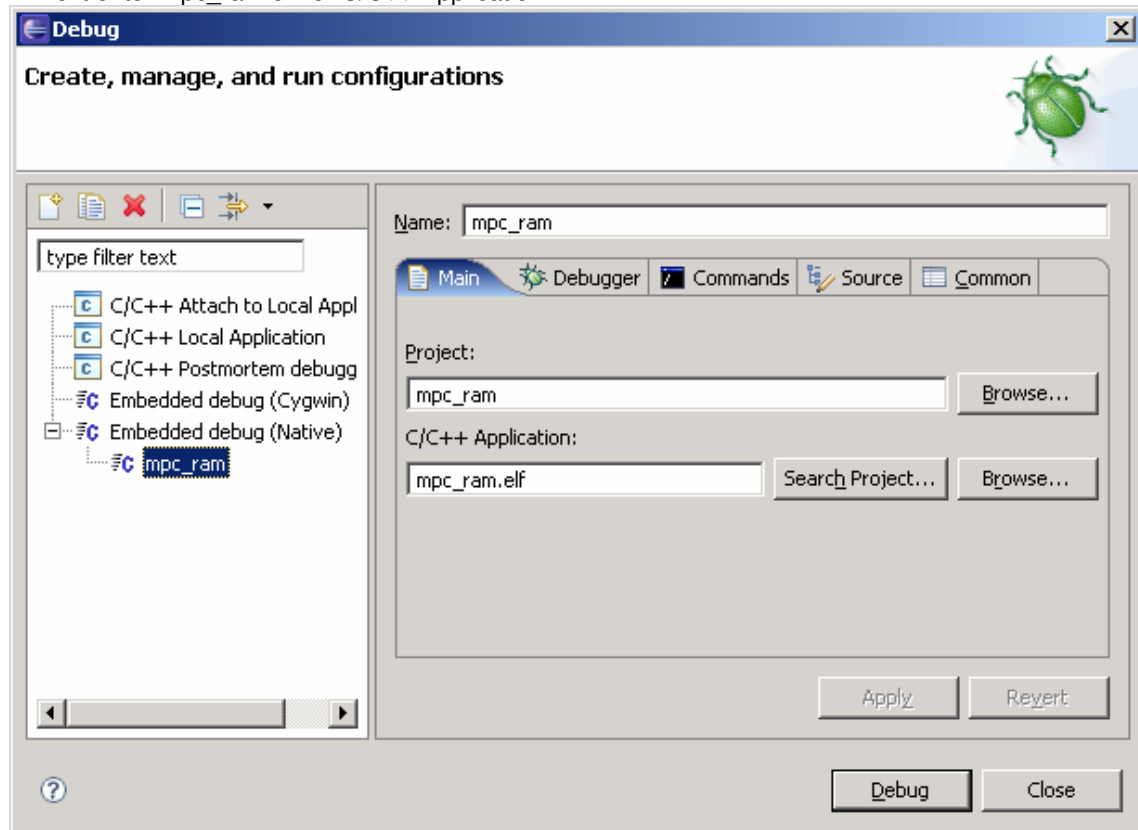 Debug
Create, manage, and run configurations
type filter text
C/C++ Attach to Local Appl
C/C++ Local Application
C/C++ Postmortem debugg
Embedded debug (Cygwin)
Embedded debug (Native)
mpc_ram
Name: mpc_ram
Main Debugger Commands Source Common
Project:
mpc_ram Browse...
C/C++ Application:
mpc_ram.elf Search Project... Browse...
Apply Revert
Debug Close